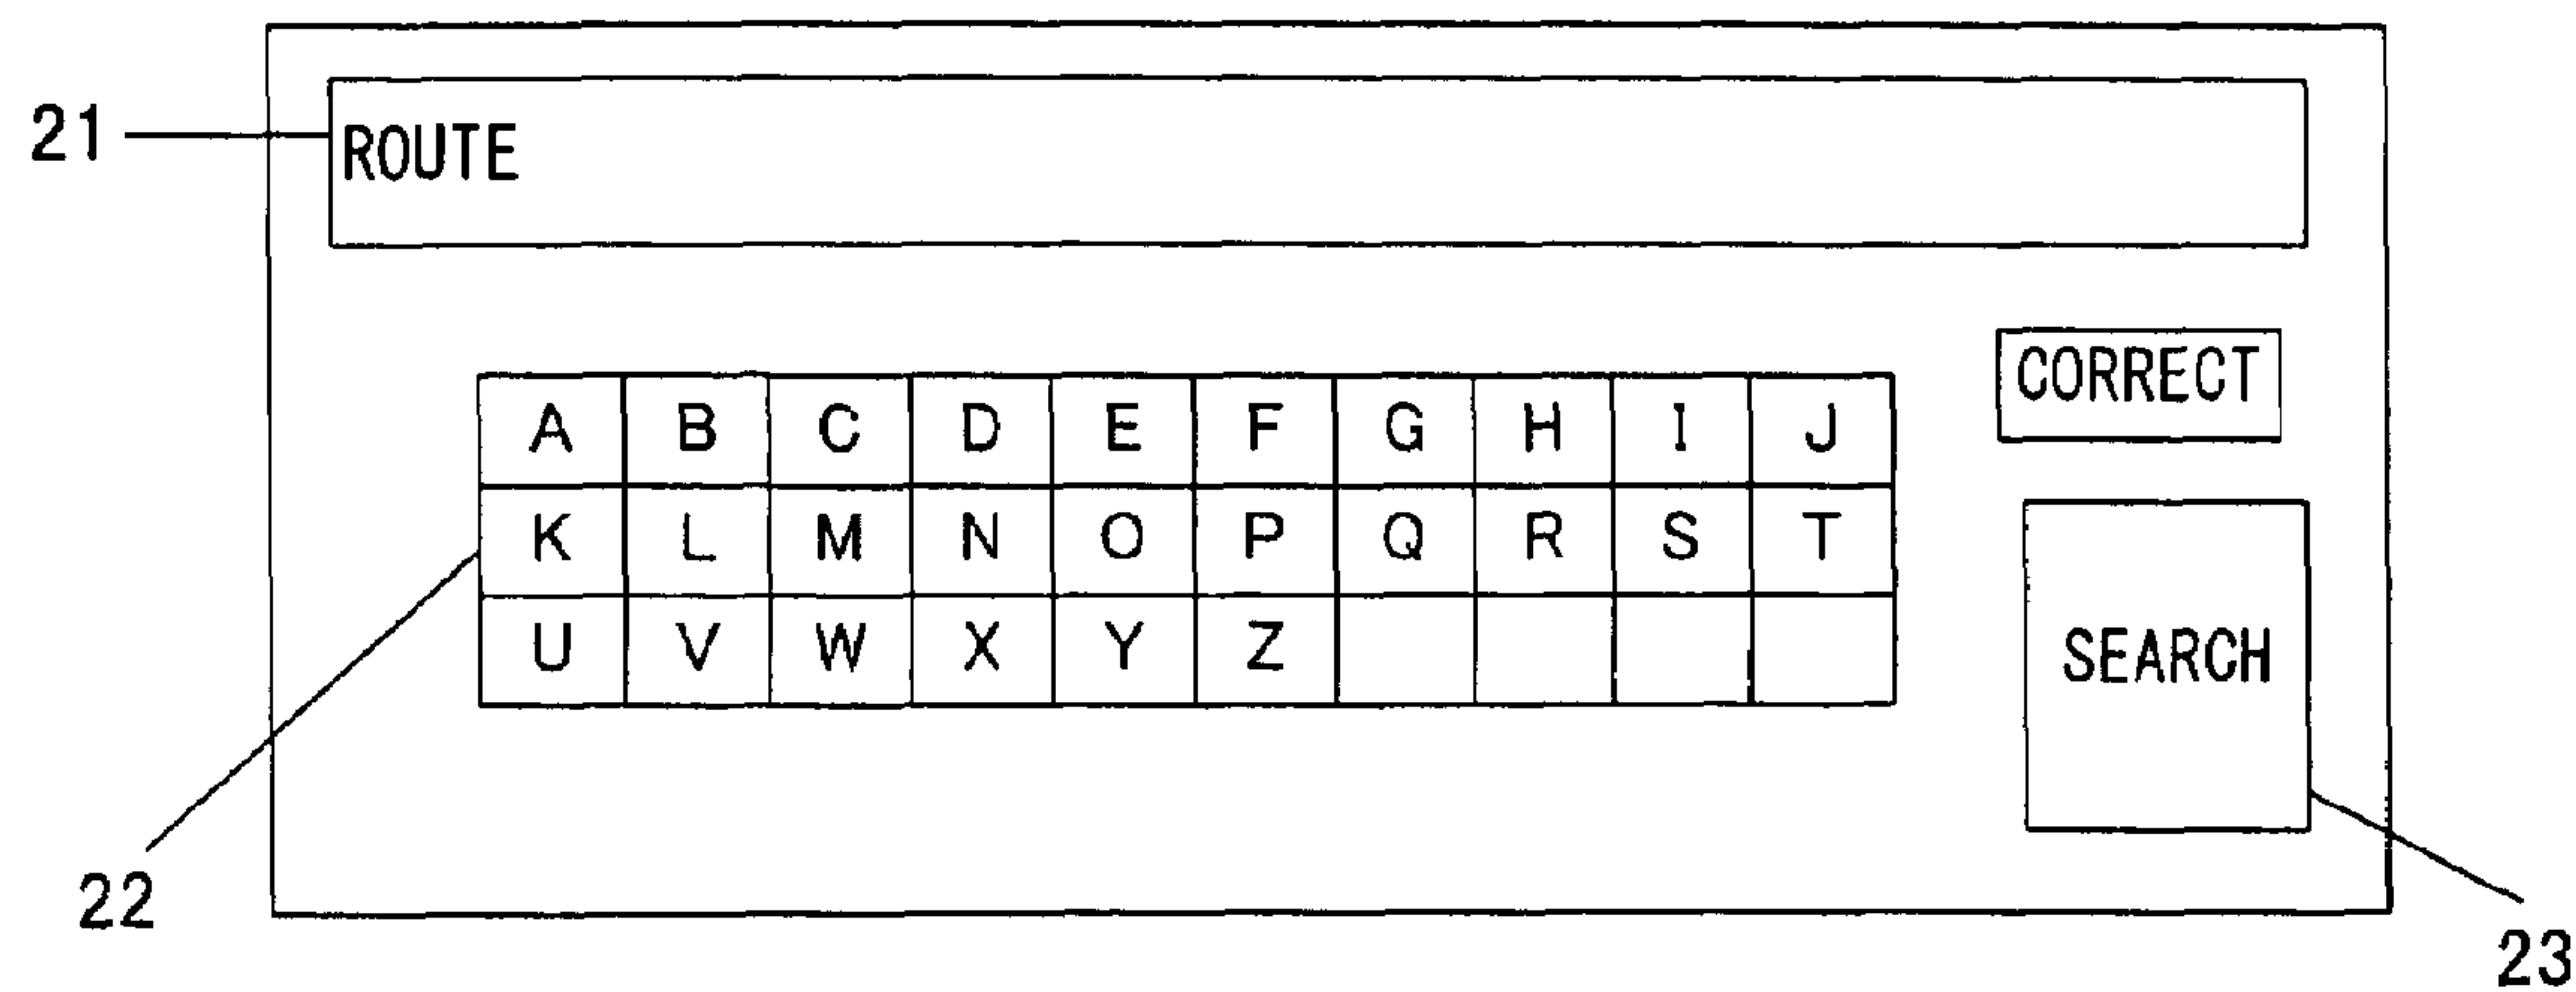 21
ROUTE
CORRECT
A B C D E F G H I J
K L M N O P Q R S T
U V W X Y Z
SEARCH
22
23